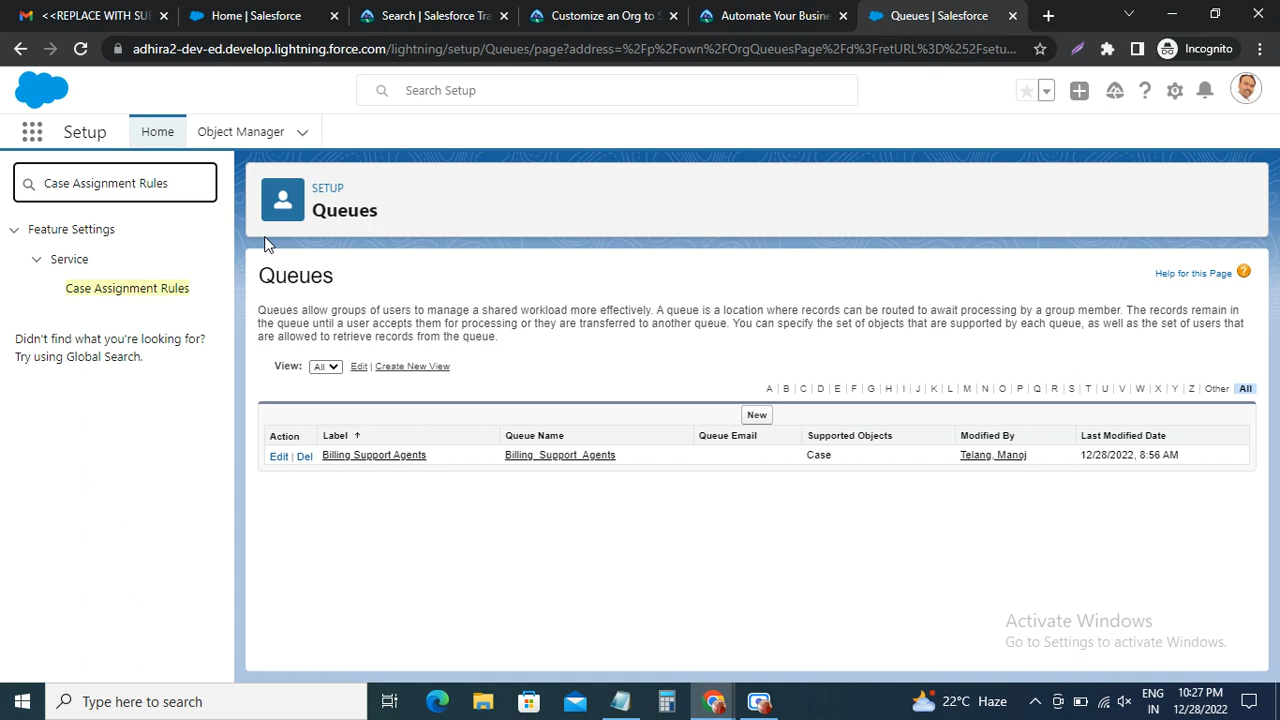 <<REPLACE WITH SUB
Home | Salesforce
Search | Salesforce Tra
Customize an Org to S
Automate Your Busine
Queues | Salesforce
adhira2-dev-ed.develop.lightning.force.com/lightning/setup/Queues/page?address=%2Fp%2Fown%2FOrgQueuesPage%2Fd%3FretURL%3D%252Fsetu...
Incognito
Search Setup
Setup
Home
Object Manager
Case Assignment Rules
Feature Settings
Service
Case Assignment Rules
Didn't find what you're looking for?
Try using Global Search.
SETUP
Queues
Queues
Help for this Page
Queues allow groups of users to manage a shared workload more effectively. A queue is a location where records can be routed to await processing by a group member. The records remain in
the queue until a user accepts them for processing or they are transferred to another queue. You can specify the set of objects that are supported by each queue, as well as the set of users that
are allowed to retrieve records from the queue.
View: All Edit | Create New View
A | B | C | D | E | F | G | H | I | J | K | L | M | N | O | P | Q | R | S | T | U | V | W | X | Y | Z | Other All
New
Action Label Queue Name Queue Email Supported Objects Modified By Last Modified Date
Edit | Del Billing Support Agents Billing_Support_Agents Case Telang, Manoj 12/28/2022, 8:56 AM
Activate Windows
Go to Settings to activate Windows.
Type here to search
22°C Haze
ENG
IN
10:27 PM
12/28/2022